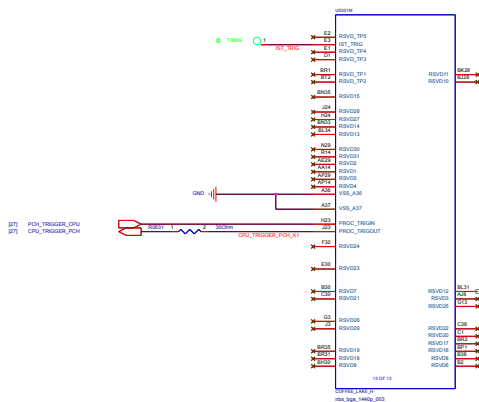 U0301M
E2 RSVD_TP5
@ T0605 1 E3 IST_TRIG
IST_TRIG
E1 RSVD_TP4
D1 RSVD_TP3
BR1 RSVD_TP1 RSVD11 BK28
BT2 RSVD_TP2 RSVD10 BJ28
BN35 RSVD15
J24 RSVD28
H24 RSVD27
BN33 RSVD14
BL34 RSVD13
N29 RSVD30
R14 RSVD31
AE29 RSVD2
AA14 RSVD1
AP29 RSVD5
AP14 RSVD4
GND A36 VSS_A36
A37 VSS_A37
[27] PCH_TRIGGER_CPU H23 PROC_TRIGIN
[27] CPU_TRIGGER_PCH R0631 1 2 30Ohm J23 PROC_TRIGOUT
CPU_TRIGGER_PCH_X1
F30 RSVD24
E30 RSVD23
B30 RSVD7 RSVD12 BL31
C30 RSVD21 RSVD3 AJ8
RSVD25 G13
G3 RSVD26
J3 RSVD29 RSVD22 C38
RSVD20 C1
RSVD17 BR2
BR35 RSVD19 RSVD16 BP1
BR31 RSVD18 RSVD8 B38
BH30 RSVD9 RSVD6 B2
13 OF 13
COFFEE_LAKE_H
nbs_bga_1440p_003